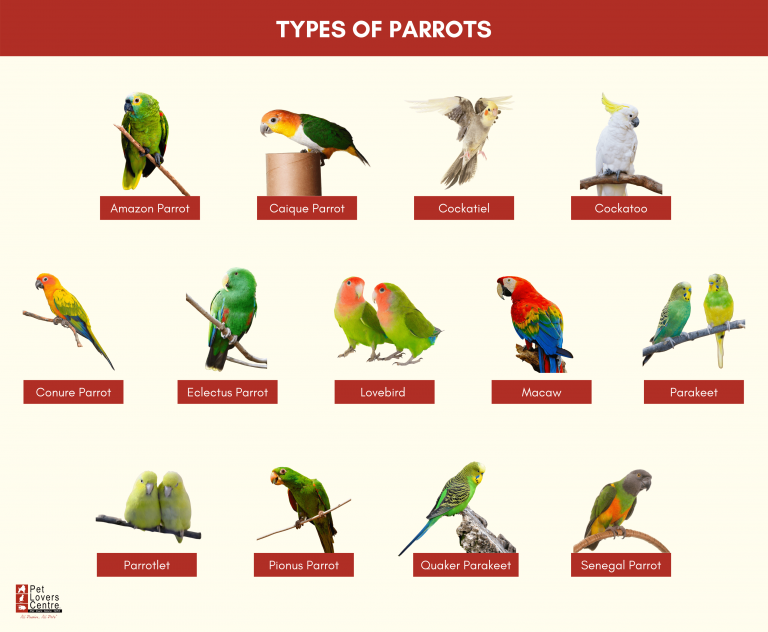 TYPES OF PARROTS
Amazon Parrot
Caique Parrot
Cockatiel
Cockatoo
Conure Parrot
Eclectus Parrot
Lovebird
Macaw
Parakeet
Parrotlet
Pionus Parrot
Quaker Parakeet
Senegal Parrot
Pet
Lovers
Centre